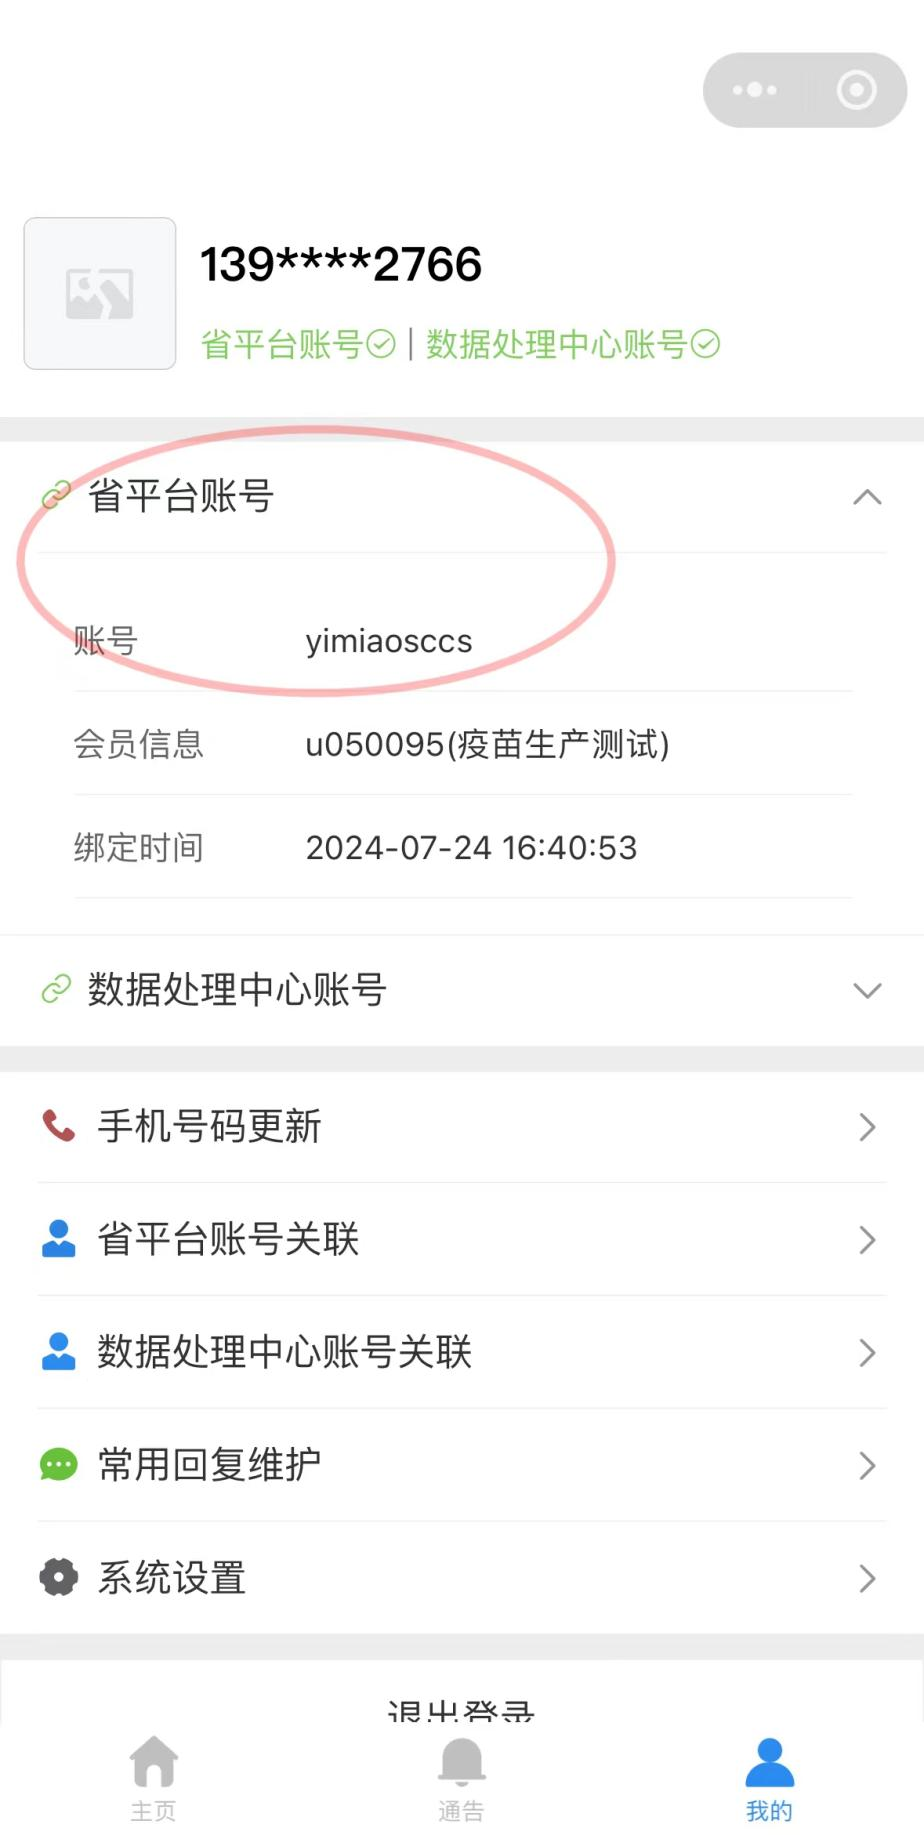 139****2766
省平台账号 | 数据处理中心账号
省平台账号
账号 yimiaosccs
会员信息 u050095(疫苗生产测试)
绑定时间 2024-07-24 16:40:53
数据处理中心账号
手机号码更新
省平台账号关联
数据处理中心账号关联
常用回复维护
系统设置
退出登录
主页 通告 我的